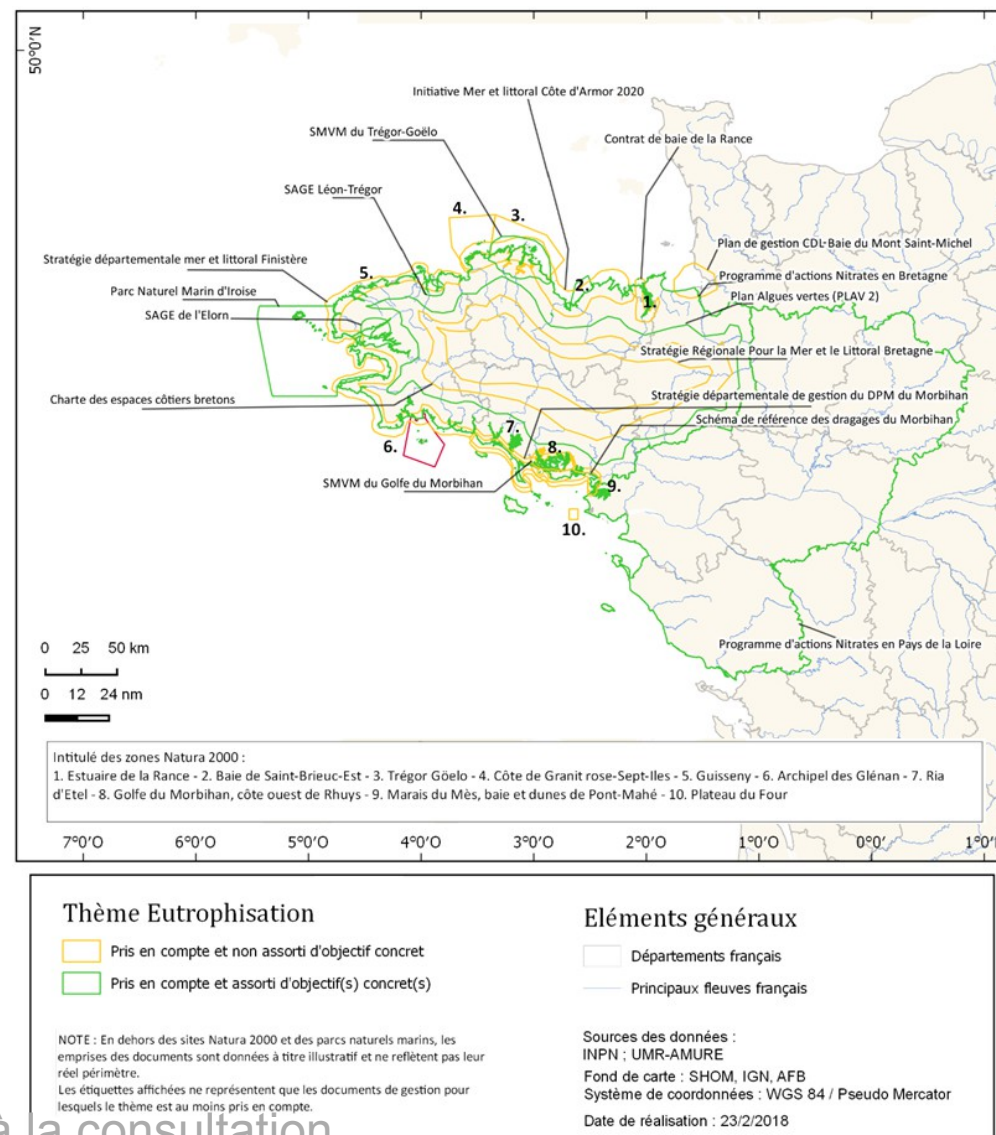 50°0'N
Initiative Mer et littoral Côte d'Armor 2020
SMVM du Trégor-Goëlo
Contrat de baie de la Rance
SAGE Léon-Trégor
4.
3.
Plan de gestion CDL Baie du Mont Saint-Michel
Stratégie départementale mer et littoral Finistère
5.
Programme d'actions Nitrates en Bretagne
2.
Parc Naturel Marin d'Iroise
Plan Algues vertes (PLAV 2)
1.
SAGE de l'Elorn
Stratégie Régionale Pour la Mer et le Littoral Bretagne
Stratégie départementale de gestion du DPM du Morbihan
Charte des espaces côtiers bretons
Schéma de référence des dragages du Morbihan
7.
6.
8.
SMVM du Golfe du Morbihan
9.
10.
Programme d'actions Nitrates en Pays de la Loire
0 25 50 km
0 12 24 nm
Intitulé des zones Natura 2000 :
1. Estuaire de la Rance - 2. Baie de Saint-Brieuc-Est - 3. Trégor Göelo - 4. Côte de Granit rose-Sept-Iles - 5. Guisseny - 6. Archipel des Glénan - 7. Ria
d'Etel - 8. Golfe du Morbihan, côte ouest de Rhuys - 9. Marais du Mès, baie et dunes de Pont-Mahé - 10. Plateau du Four
7°0'O 6°0'O 5°0'O 4°0'O 3°0'O 2°0'O 1°0'O 0°0' 1°0'
Thème Eutrophisation
Pris en compte et non assorti d'objectif concret
Pris en compte et assorti d'objectif(s) concret(s)
NOTE : En dehors des sites Natura 2000 et des parcs naturels marins, les
emprises des documents sont données à titre illustratif et ne reflètent pas leur
réel périmètre.
Les étiquettes affichées ne représentent que les documents de gestion pour
lesquels le thème est au moins pris en compte.
Eléments généraux
Départements français
Principaux fleuves français
Sources des données :
INPN ; UMR-AMURE
Fond de carte : SHOM, IGN, AFB
Système de coordonnées : WGS 84 / Pseudo Mercator
Date de réalisation : 23/2/2018
à la consultation